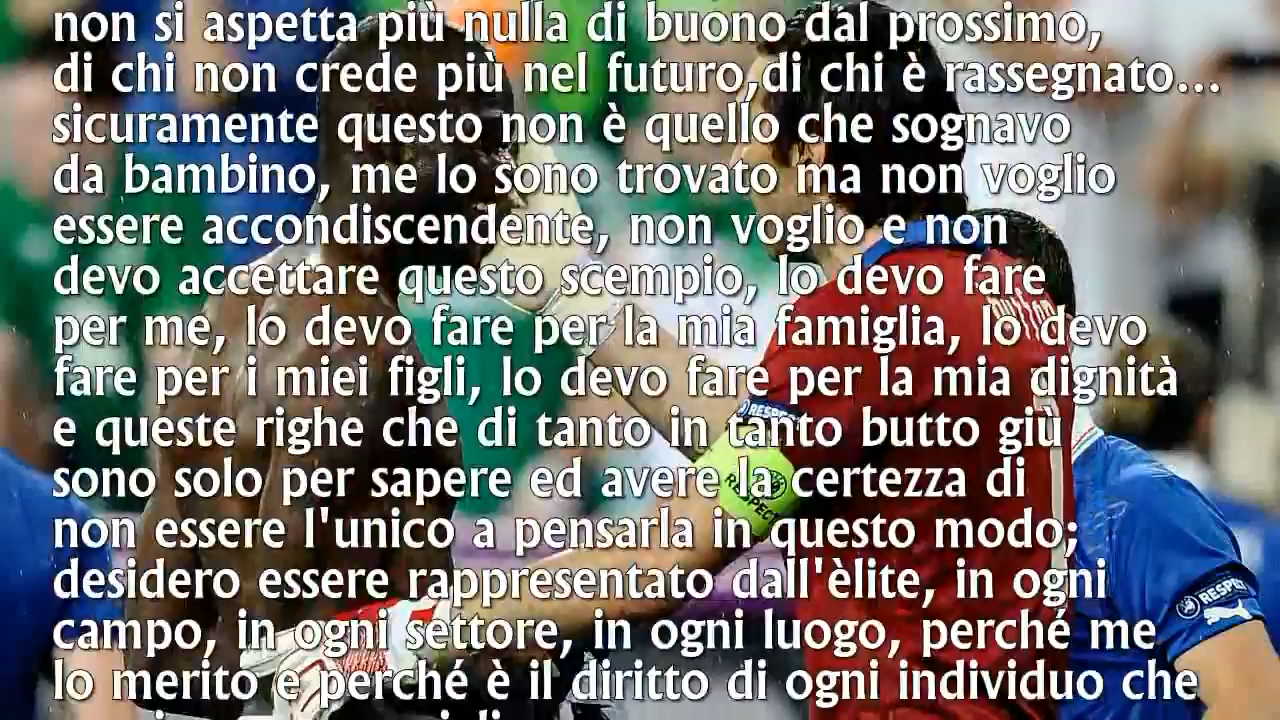 non si aspetta più nulla di buono dal prossimo,
di chi non crede più nel futuro,di chi è rassegnato...
sicuramente questo non è quello che sognavo
da bambino, me lo sono trovato ma non voglio
essere accondiscendente, non voglio e non
devo accettare questo scempio, lo devo fare
per me, lo devo fare per la mia famiglia, lo devo
fare per i miei figli, lo devo fare per la mia dignità
e queste righe che di tanto in tanto butto giù
sono solo per sapere ed avere la certezza di
non essere l'unico a pensarla in questo modo;
desidero essere rappresentato dall'èlite, in ogni
campo, in ogni settore, in ogni luogo, perché me
lo merito e perché è il diritto di ogni individuo che
RESPECT
RESPECT